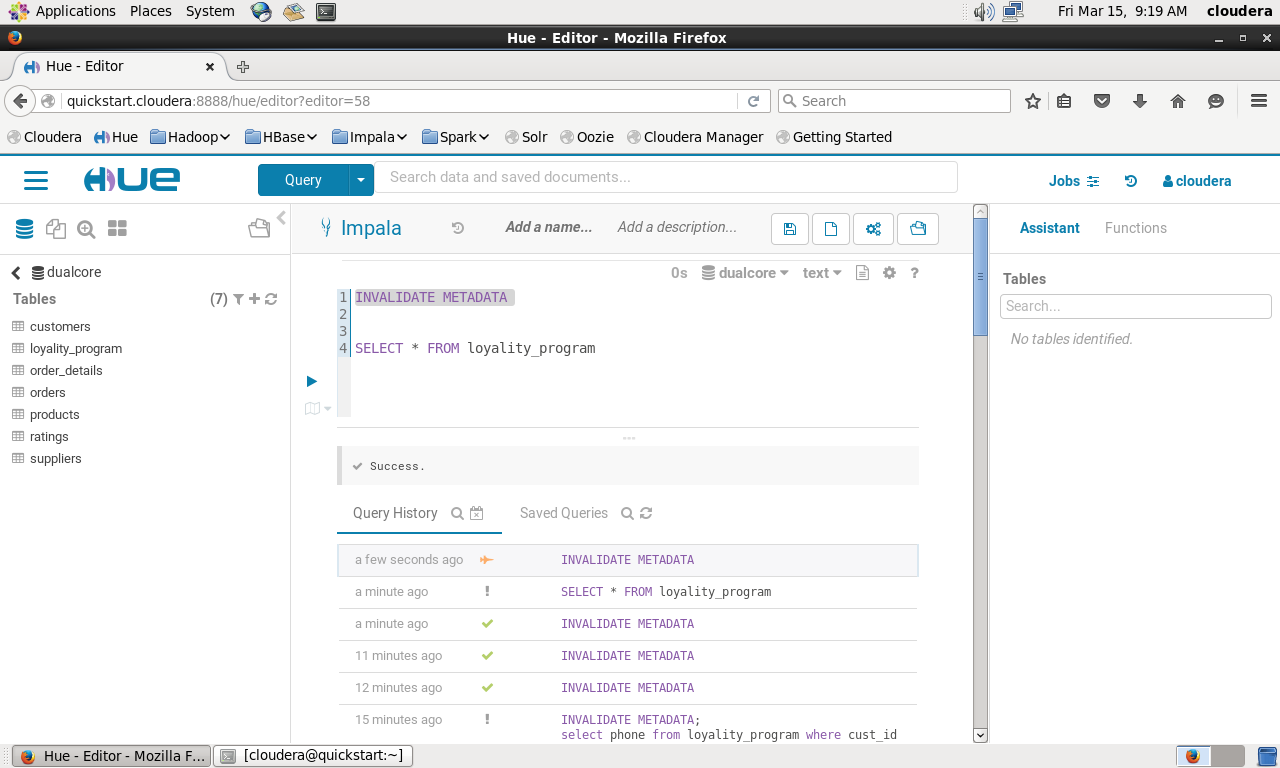 Applications Places System Fri Mar 15, 9:19 AM cloudera
Hue - Editor - Mozilla Firefox
Hue - Editor
quickstart.cloudera:8888/hue/editor?editor=58 Search
Cloudera Hue Hadoop HBase Impala Spark Solr Oozie Cloudera Manager Getting Started
HUE Query Search data and saved documents... Jobs cloudera
Impala Add a name... Add a description... Assistant Functions
dualcore 0s dualcore text ?
Tables (7) Tables
1 INVALIDATE METADATA Search...
2
3
4 SELECT * FROM loyality_program No tables identified.
customers
loyality_program
order_details
orders
products
ratings
suppliers
Success.
Query History Saved Queries
a few seconds ago INVALIDATE METADATA
a minute ago ! SELECT * FROM loyality_program
a minute ago INVALIDATE METADATA
11 minutes ago INVALIDATE METADATA
12 minutes ago INVALIDATE METADATA
15 minutes ago ! INVALIDATE METADATA;
select phone from loyality_program where cust_id
Hue - Editor - Mozilla F... [cloudera@quickstart:~]